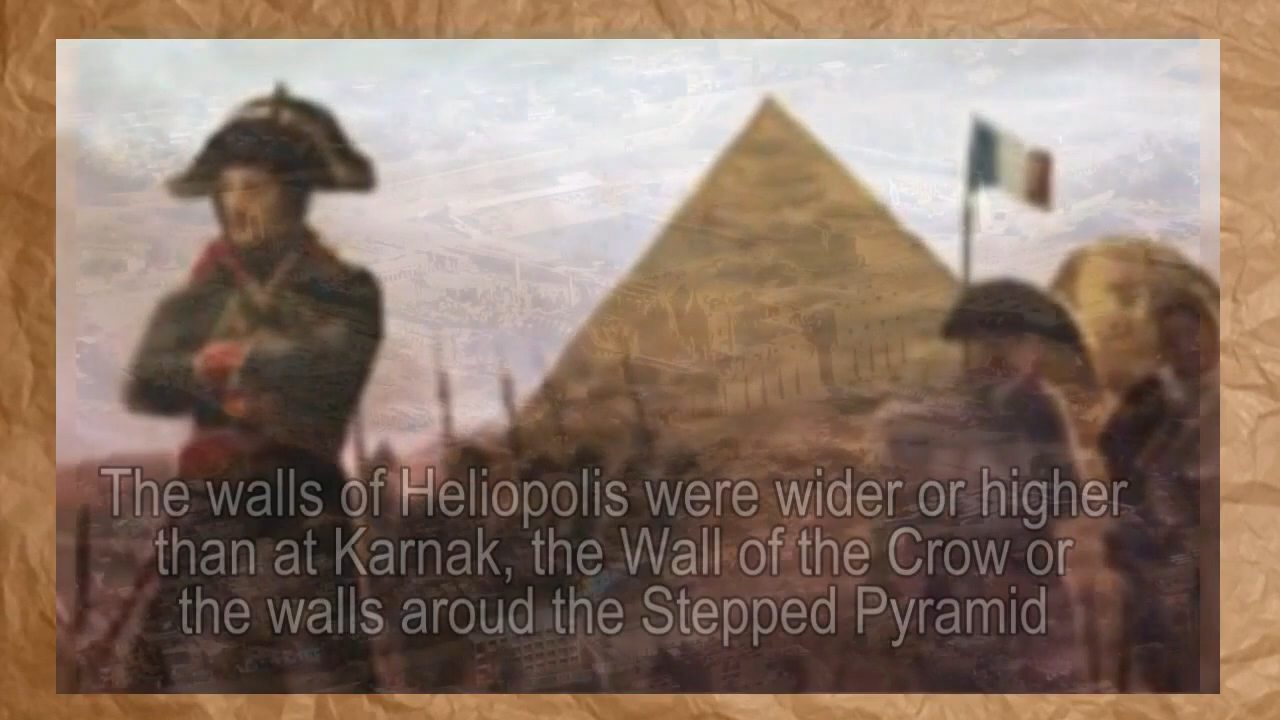 The walls of Heliopolis were wider or higher
than at Karnak, the Wall of the Crow or
the walls aroud the Stepped Pyramid